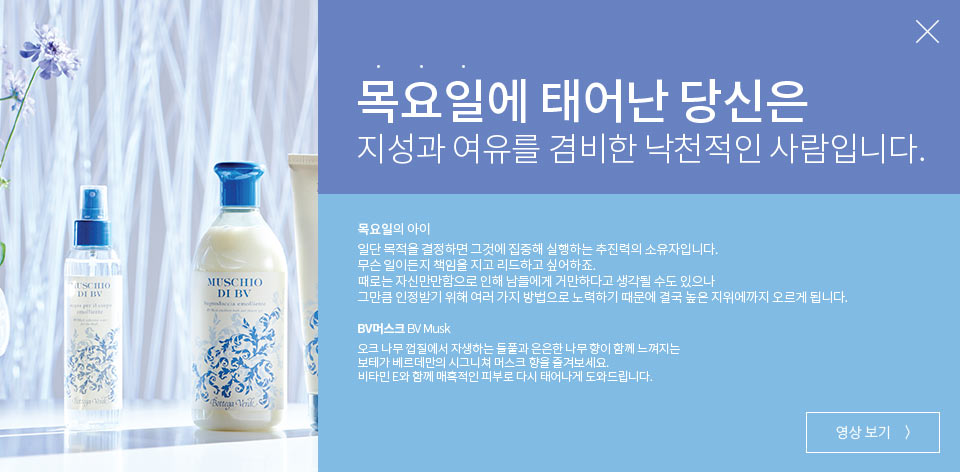 목요일에 태어난 당신은
지성과 여유를 겸비한 낙천적인 사람입니다.
목요일의 아이
일단 목적을 결정하면 그것에 집중해 실행하는 추진력의 소유자입니다.
무슨 일이든지 책임을 지고 리드하고 싶어하죠.
때로는 자신만만함으로 인해 남들에게 거만하다고 생각될 수도 있으나
그만큼 인정받기 위해 여러 가지 방법으로 노력하기 때문에 결국 높은 지위에까지 오르게 됩니다.
BV머스크 BV Musk
오크 나무 껍질에서 자생하는 들풀과 은은한 나무 향이 함께 느껴지는
보테가 베르데만의 시그니쳐 머스크 향을 즐겨보세요.
비타민 E와 함께 매혹적인 피부로 다시 태어나게 도와드립니다.
영상 보기 〉
MUSCHIO
DI BV
acqua per il corpo
emolliente
Bottega Verde
MUSCHIO
DI BV
bagnodoccia emolliente
Bottega Verde